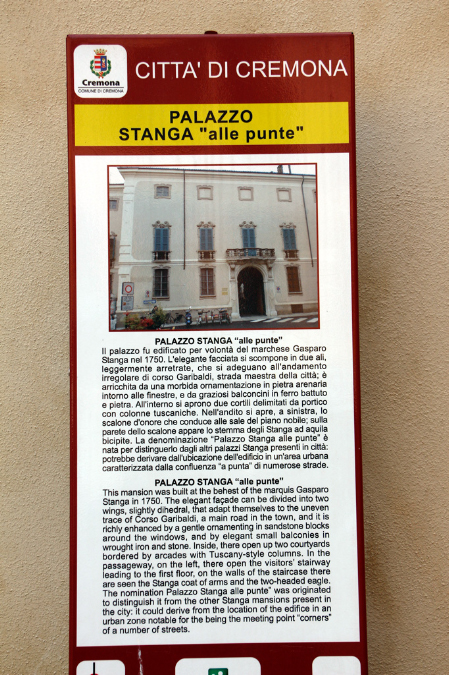 Cremona
COMUNE DI CREMONA
CITTA' DI CREMONA
PALAZZO
STANGA "alle punte"
PALAZZO STANGA “alle punte”
Il palazzo fu edificato per volontà del marchese Gasparo
Stanga nel 1750. L'elegante facciata si scompone in due ali,
leggermente arretrate, che si adeguano all'andamento
irregolare di corso Garibaldi, strada maestra della città; è
arricchita da una morbida ornamentazione in pietra arenaria
intorno alle finestre, e da graziosi balconcini in ferro battuto
e pietra. All'interno si aprono due cortili delimitati da portico
con colonne tuscaniche. Nell'andito si apre, a sinistra, lo
scalone d'onore che conduce alle sale del piano nobile; sulla
parete dello scalone appare lo stemma degli Stanga ad aquila
bicipite. La denominazione “Palazzo Stanga alle punte” è
nata per distinguerlo dagli altri palazzi Stanga presenti in città:
potrebbe derivare dall'ubicazione dell'edificio in un'area urbana
caratterizzata dalla confluenza “a punta” di numerose strade.
PALAZZO STANGA “alle punte”
This mansion was built at the behest of the marquis Gasparo
Stanga in 1750. The elegant façade can be divided into two
wings, slightly dihedral, that adapt themselves to the uneven
trace of Corso Garibaldi, a main road in the town, and it is
richly enhanced by a gentle ornamenting in sandstone blocks
around the windows, and by elegant small balconies in
wrought iron and stone. Inside, there open up two courtyards
bordered by arcades with Tuscany-style columns. In the
passageway, on the left, there open the visitors' stairway
leading to the first floor, on the walls of the staircase there
are seen the Stanga coat of arms and the two-headed eagle.
The nomination Palazzo Stanga alle punte” was originated
to distinguish it from the other Stanga mansions present in
the city: it could derive from the location of the edifice in an
urban zone notable for the being the meeting point “corners”
of a number of streets.